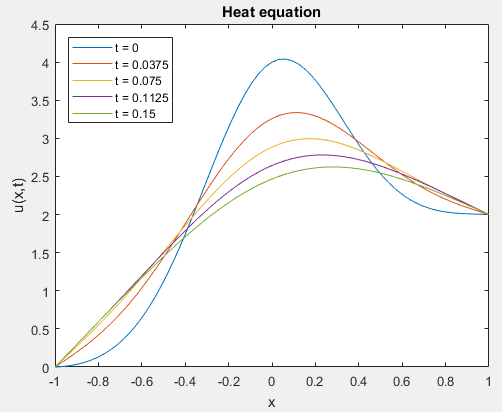 Heat equation
4.5
4
3.5
3
2.5
2
1.5
1
0.5
0
u(x,t)
t = 0
t = 0.0375
t = 0.075
t = 0.1125
t = 0.15
-1 -0.8 -0.6 -0.4 -0.2 0 0.2 0.4 0.6 0.8 1
x